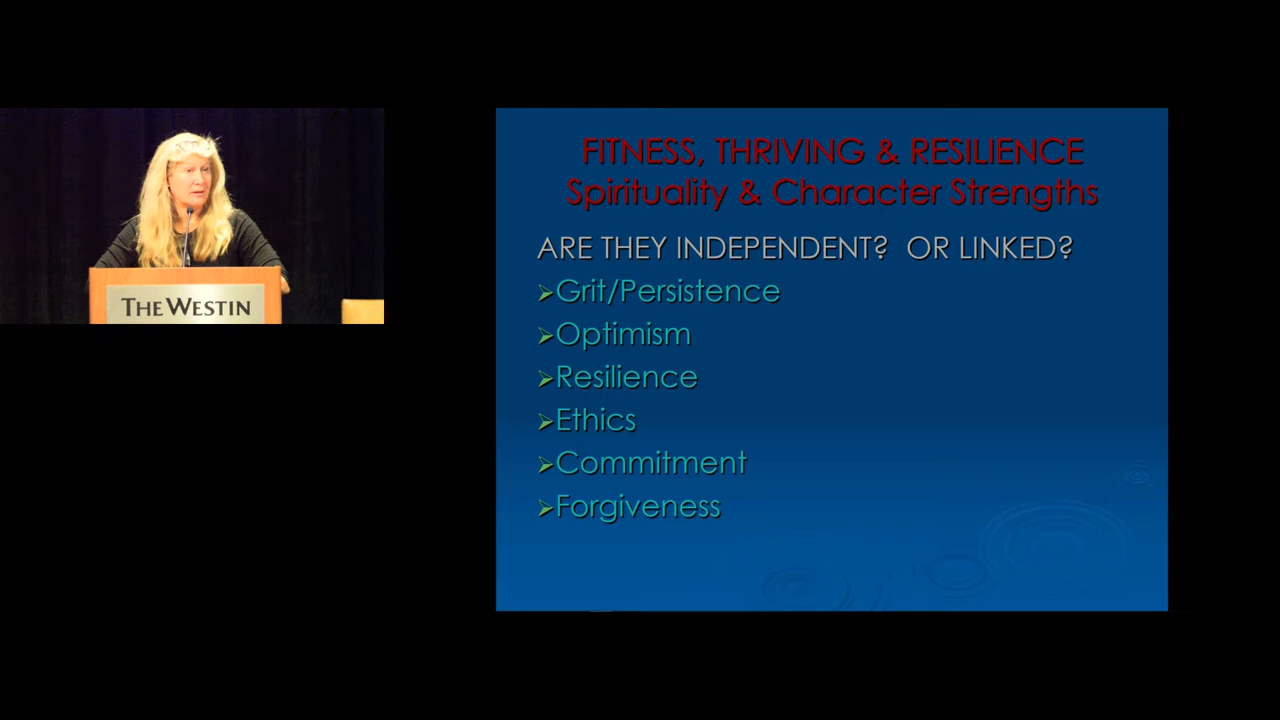 THE WESTIN
FITNESS, THRIVING & RESILIENCE
Spirituality & Character Strengths
ARE THEY INDEPENDENT? OR LINKED?
➢Grit/Persistence
➢Optimism
➢Resilience
➢Ethics
➢Commitment
➢Forgiveness